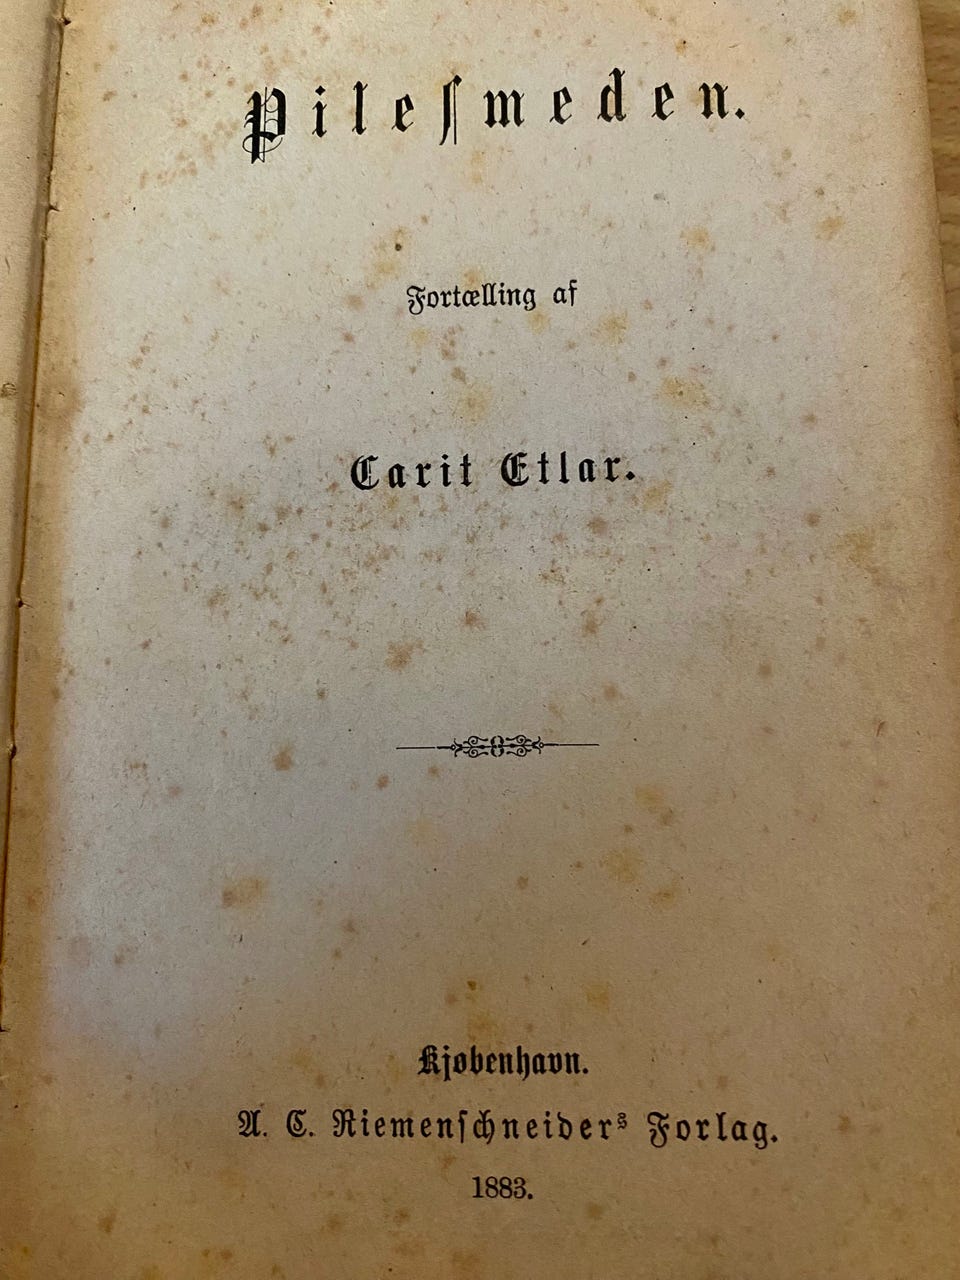 Pileſmeden.
Fortælling af
Carit Etlar.
Kjøbenhavn.
A. C. Riemenſchneiders Forlag.
1883.